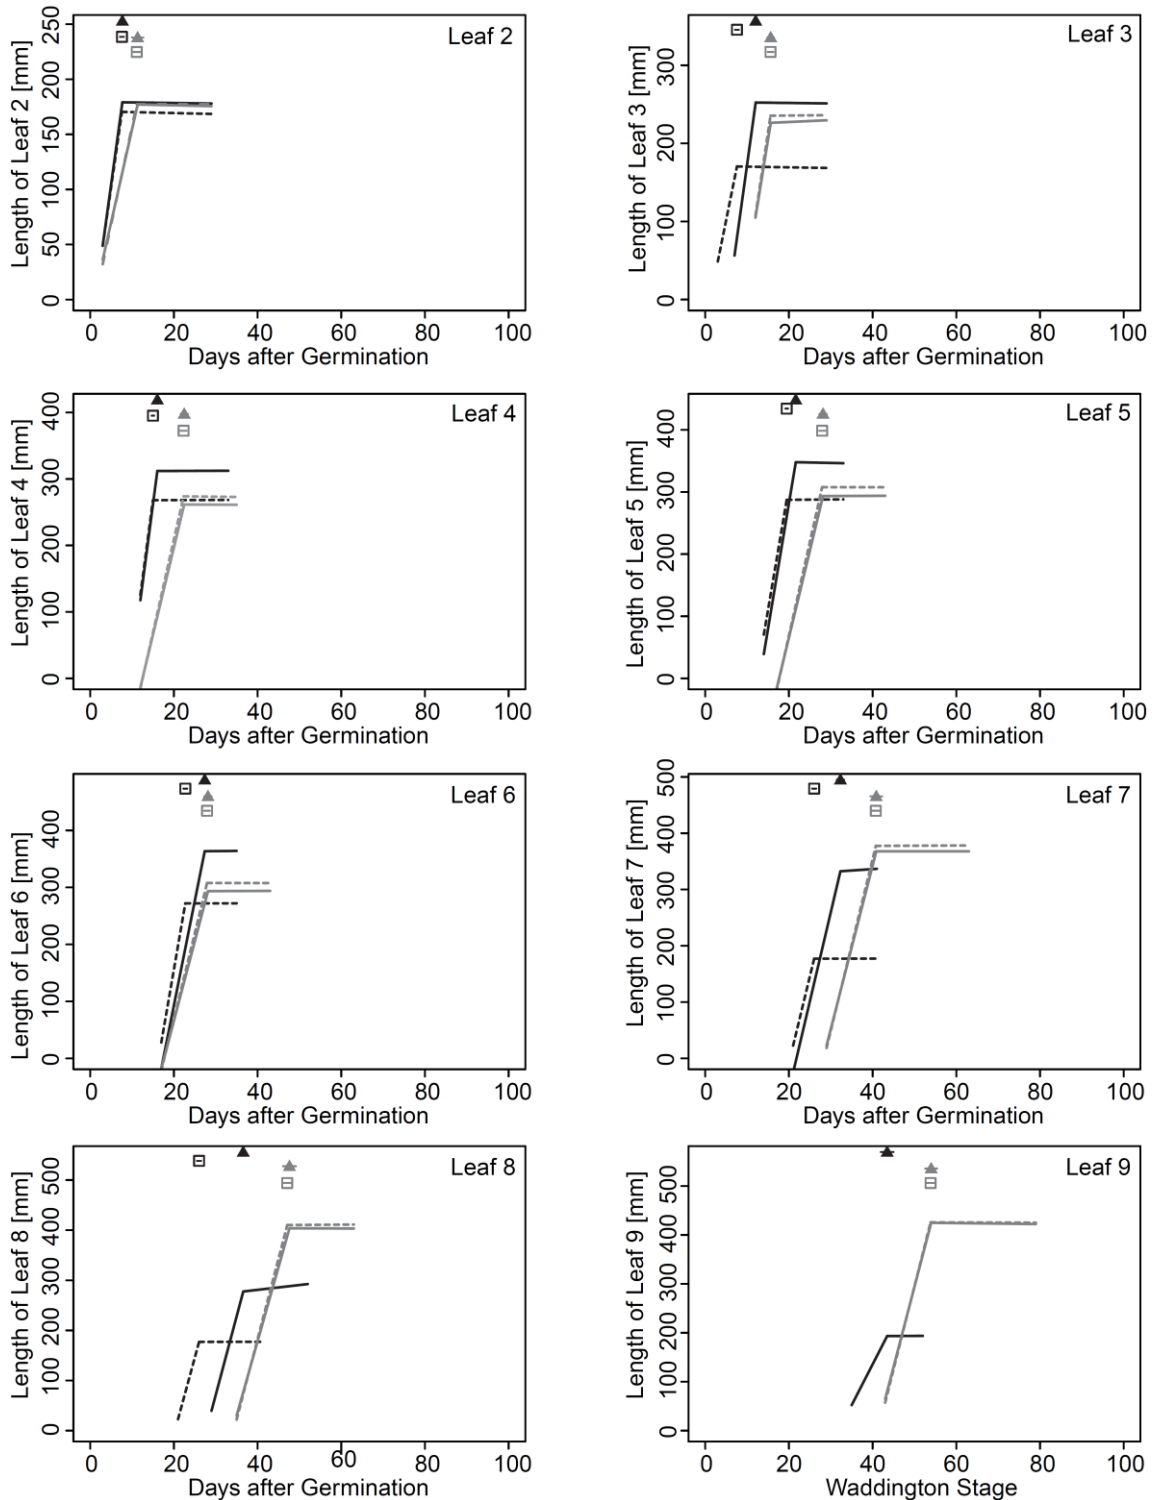 Leaf 2
Length of Leaf 2 [mm]
0 50 100 150 200 250
0 20 40 60 80 100
Days after Germination
Leaf 3
Length of Leaf 3 [mm]
0 100 200 300
0 20 40 60 80 100
Days after Germination
Leaf 4
Length of Leaf 4 [mm]
0 100 200 300 400
0 20 40 60 80 100
Days after Germination
Leaf 5
Length of Leaf 5 [mm]
0 100 200 300 400
0 20 40 60 80 100
Days after Germination
Leaf 6
Length of Leaf 6 [mm]
0 100 200 300 400
0 20 40 60 80 100
Days after Germination
Leaf 7
Length of Leaf 7 [mm]
0 100 200 300 400 500
0 20 40 60 80 100
Days after Germination
Leaf 8
Length of Leaf 8 [mm]
0 100 200 300 400 500
0 20 40 60 80 100
Days after Germination
Leaf 9
Length of Leaf 9 [mm]
0 100 200 300 400 500
0 20 40 60 80 100
Waddington Stage